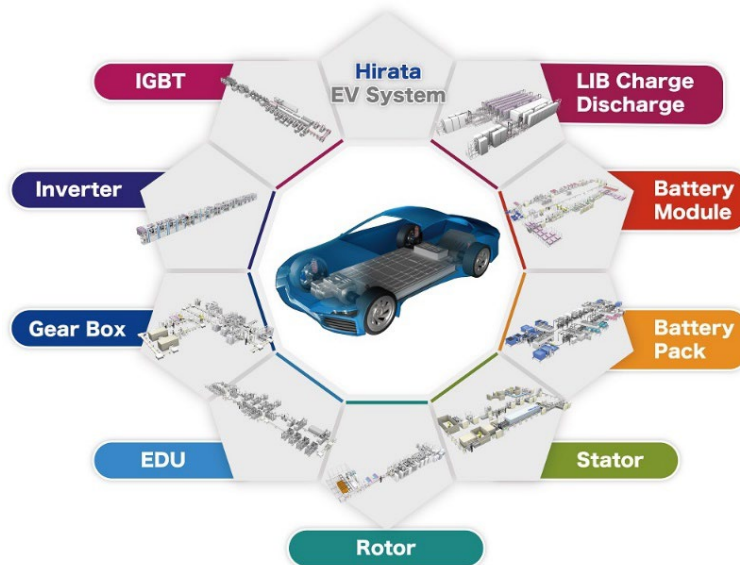 Hirata
EV System
IGBT
LIB Charge
Discharge
Inverter
Battery
Module
Gear Box
Battery
Pack
EDU
Stator
Rotor